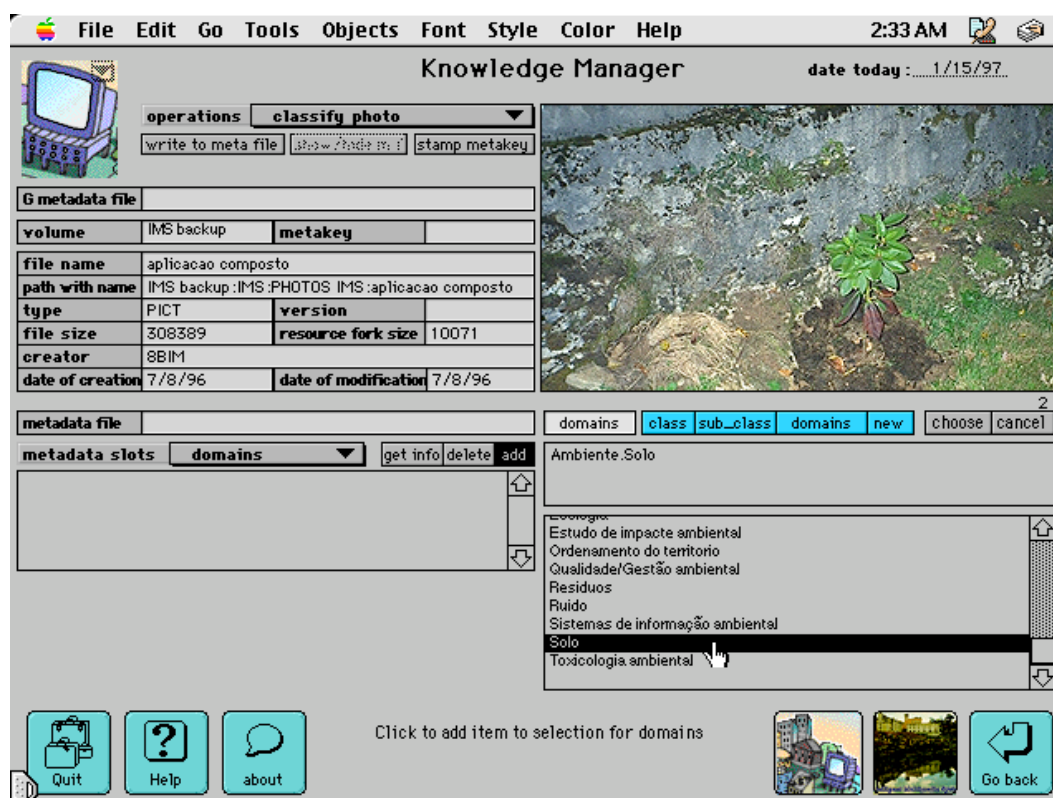 File Edit Go Tools Objects Font Style Color Help 2:33 AM
Knowledge Manager
date today : 1/15/97
operations classify photo
write to meta file stamp metakey
G metadata file
volume IMS backup metakey
file name aplicacao composto
path with name IMS backup :IMS :PHOTOS IMS :aplicacao composto
type PICT version
file size 308389 resource fork size 10071
creator 8BIM
date of creation 7/8/96 date of modification 7/8/96
2
metadata file
domains class sub_class domains new choose cancel
metadata slots domains get info delete add
Ambiente.Solo
Ecologia
Estudo de impacte ambiental
Ordenamento do territorio
Qualidade/Gestão ambiental
Residuos
Ruido
Sistemas de informação ambiental
Solo
Toxicologia ambiental
Click to add item to selection for domains
Quit Help about Go back